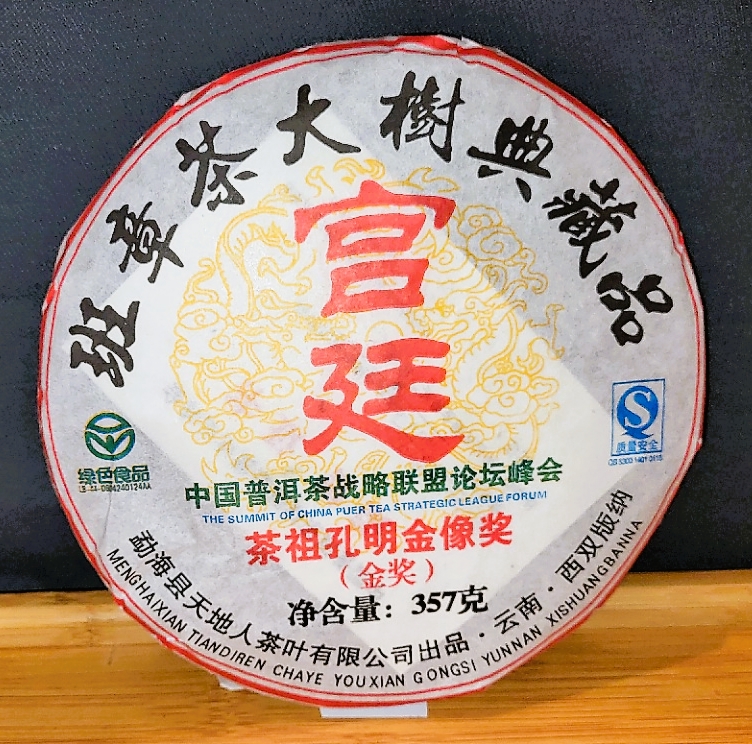 班章茶大樹典藏品
宫廷
绿色食品
质量安全
中国普洱茶战略联盟论坛峰会
THE SUMMIT OF CHINA PUER TEA STRATEGIC LEAGUE FORUM
茶祖孔明金像奖
（金奖）
净含量：357克
勐海县天地人茶叶有限公司出品·云南·西双版纳
MENGHAIXIAN TIANDIREN CHAYE YOUXIAN GONGSI YUNNAN XISHUANGBANNA